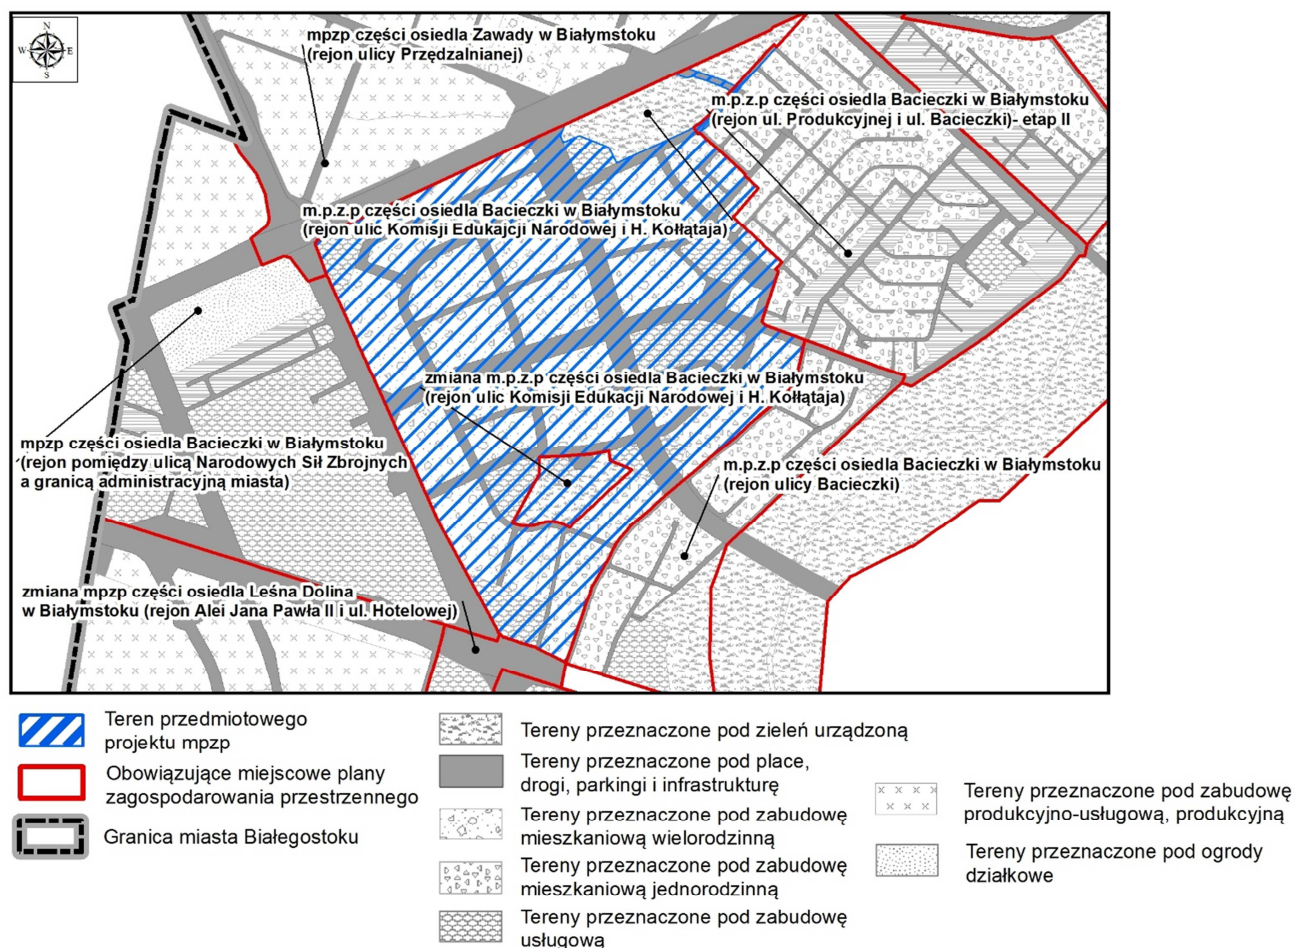 N
W E
S
mpzp części osiedla Zawady w Białymstoku
(rejon ulicy Przędzalnianej)
m.p.z.p części osiedla Bacieczki w Białymstoku
(rejon ul. Produkcyjnej i ul. Bacieczki)- etap II
m.p.z.p części osiedla Bacieczki w Białymstoku
(rejon ulic Komisji Edukajcji Narodowej i H. Kołłątaja)
zmiana m.p.z.p części osiedla Bacieczki w Białymstoku
(rejon ulic Komisji Edukacji Narodowej i H. Kołłątaja)
mpzp części osiedla Bacieczki w Białymstoku
(rejon pomiędzy ulicą Narodowych Sił Zbrojnych
a granicą administracyjną miasta)
m.p.z.p części osiedla Bacieczki w Białymstoku
(rejon ulicy Bacieczki)
zmiana mpzp części osiedla Leśna Dolina
w Białymstoku (rejon Alei Jana Pawła II i ul. Hotelowej)
Teren przedmiotowego
projektu mpzp
Obowiązujące miejscowe plany
zagospodarowania przestrzennego
Granica miasta Białegostoku
Tereny przeznaczone pod zieleń urządzoną
Tereny przeznaczone pod place,
drogi, parkingi i infrastrukturę
Tereny przeznaczone pod zabudowę
mieszkaniową wielorodzinną
Tereny przeznaczone pod zabudowę
mieszkaniową jednorodzinną
Tereny przeznaczone pod zabudowę
usługową
Tereny przeznaczone pod zabudowę
produkcyjno-usługową, produkcyjną
Tereny przeznaczone pod ogrody
działkowe